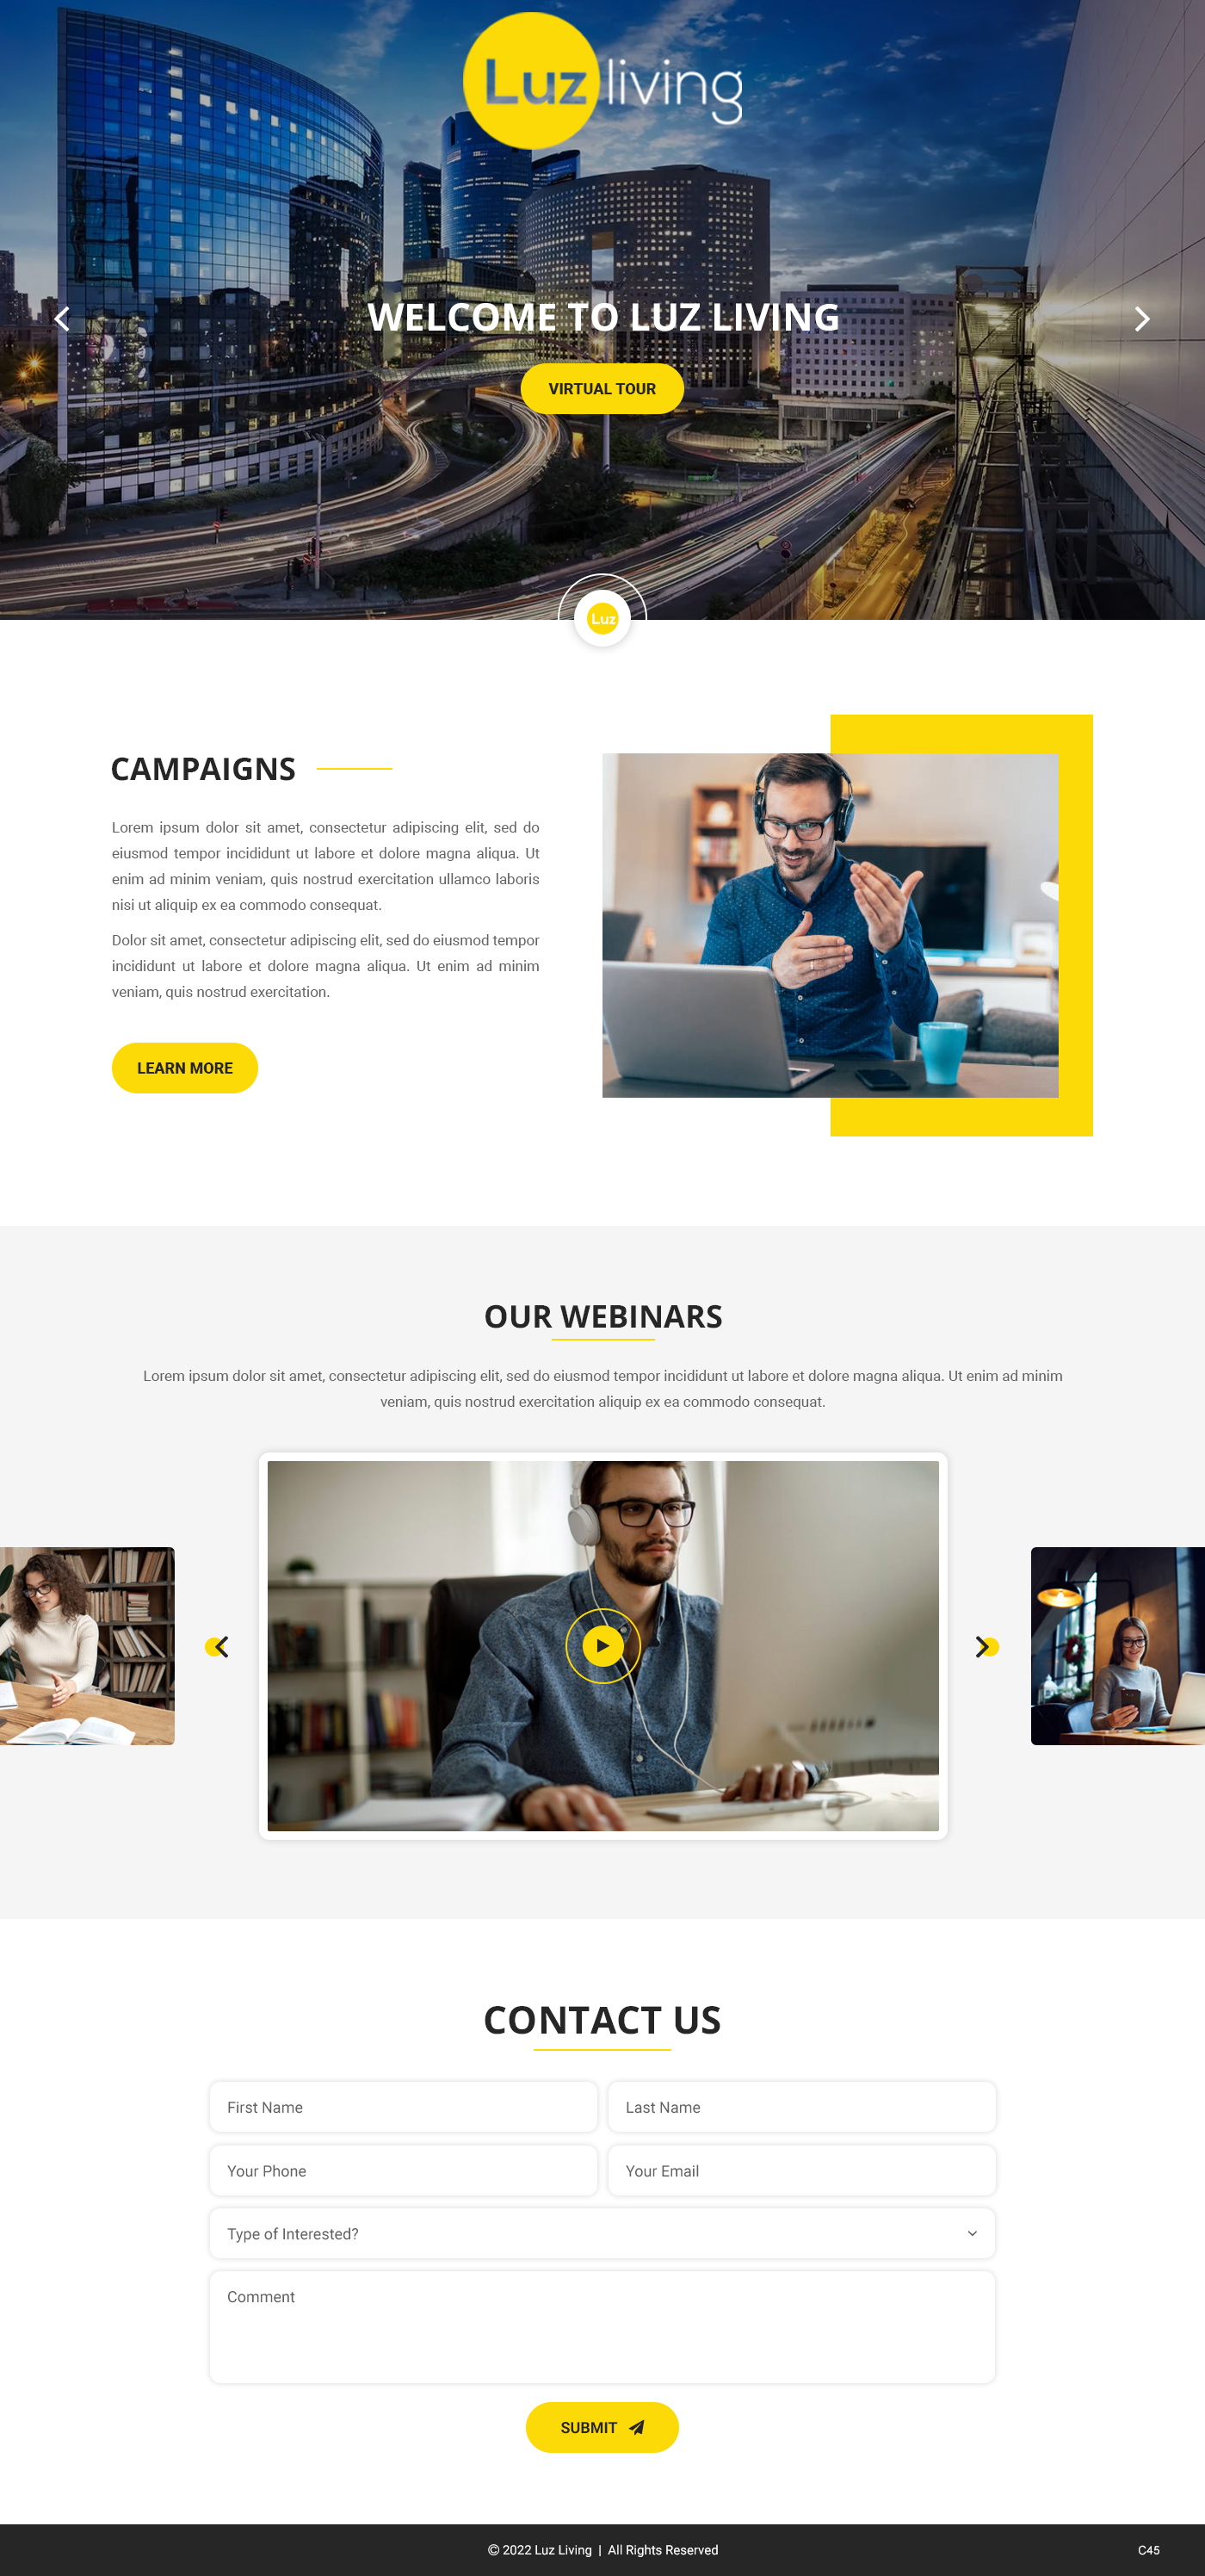 Luz living
WELCOME TO LUZ LIVING
VIRTUAL TOUR
Luz
CAMPAIGNS
Lorem ipsum dolor sit amet, consectetur adipiscing elit, sed do
eiusmod tempor incididunt ut labore et dolore magna aliqua. Ut
enim ad minim veniam, quis nostrud exercitation ullamco laboris
nisi ut aliquip ex ea commodo consequat.
Dolor sit amet, consectetur adipiscing elit, sed do eiusmod tempor
incididunt ut labore et dolore magna aliqua. Ut enim ad minim
veniam, quis nostrud exercitation.
LEARN MORE
OUR WEBINARS
Lorem ipsum dolor sit amet, consectetur adipiscing elit, sed do eiusmod tempor incididunt ut labore et dolore magna aliqua. Ut enim ad minim
veniam, quis nostrud exercitation aliquip ex ea commodo consequat.
CONTACT US
First Name
Last Name
Your Phone
Your Email
Type of Interested?
Comment
SUBMIT
© 2022 Luz Living | All Rights Reserved
C45